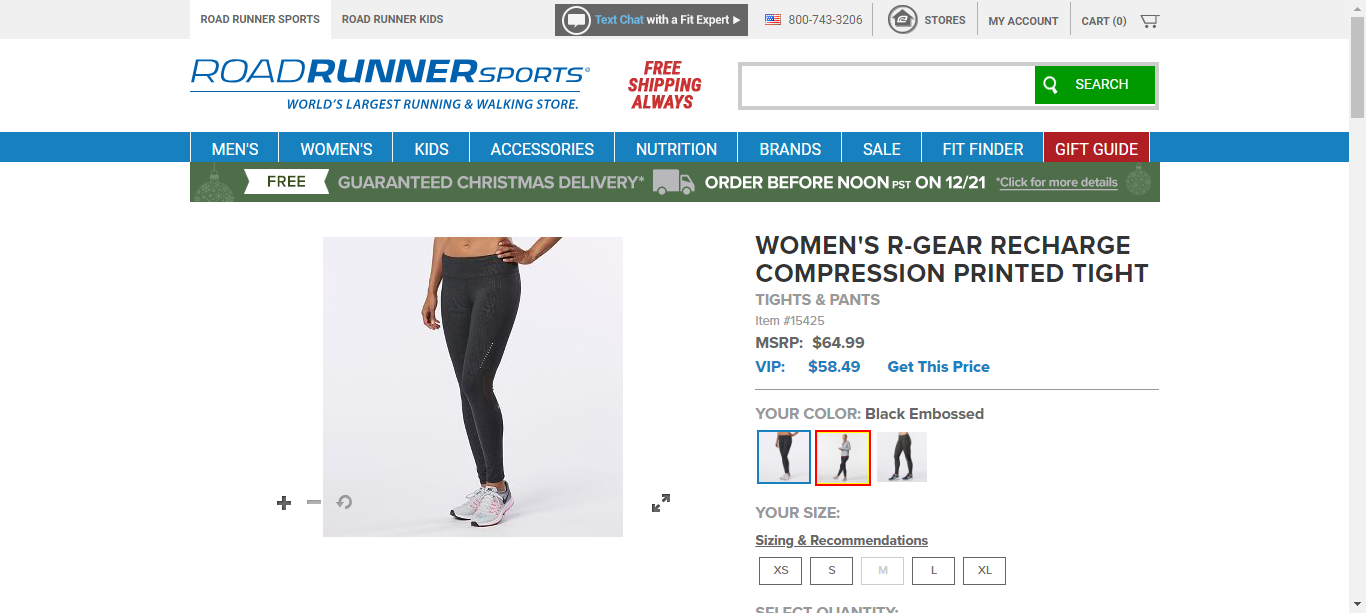 ROAD RUNNER SPORTS
ROAD RUNNER KIDS
Text Chat with a Fit Expert
800-743-3206
STORES
MY ACCOUNT
CART (0)
ROADRUNNERSPORTS®
WORLD'S LARGEST RUNNING & WALKING STORE.
FREE
SHIPPING
ALWAYS
SEARCH
MEN'S
WOMEN'S
KIDS
ACCESSORIES
NUTRITION
BRANDS
SALE
FIT FINDER
GIFT GUIDE
FREE GUARANTEED CHRISTMAS DELIVERY* ORDER BEFORE NOON PST ON 12/21 *Click for more details
WOMEN'S R-GEAR RECHARGE
COMPRESSION PRINTED TIGHT
TIGHTS & PANTS
Item #15425
MSRP: $64.99
VIP: $58.49 Get This Price
YOUR COLOR: Black Embossed
YOUR SIZE:
Sizing & Recommendations
XS
S
M
L
XL
SELECT QUANTITY: